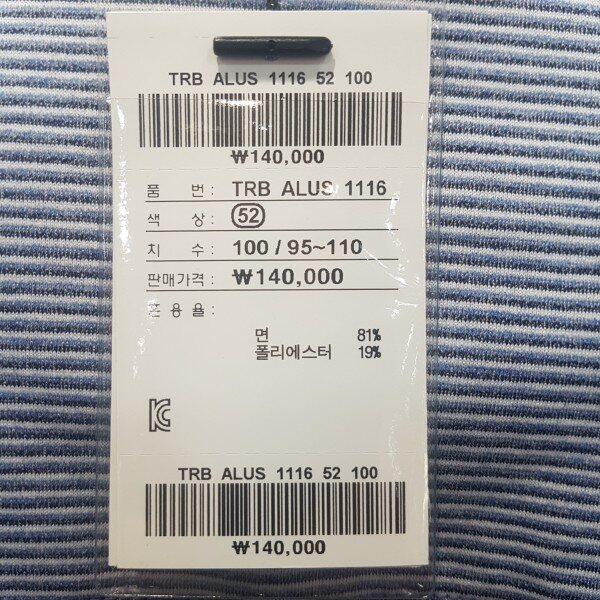 TRB ALUS 1116 52 100
₩140,000
품 번 : TRB ALUS 1116
색 상 : 52
치 수 : 100 / 95~110
판매가격 : ₩140,000
혼 용 율 :
면 81%
폴리에스터 19%
KC
TRB ALUS 1116 52 100
₩140,000